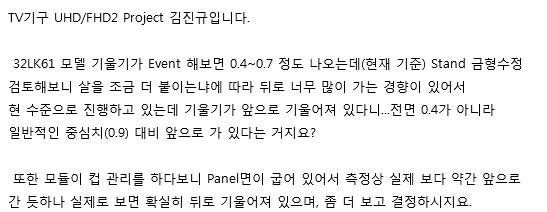 TV기구 UHD/FHD2 Project 김진규입니다.
32LK61 모델 기울기가 Event 해보면 0.4~0.7 정도 나오는데(현재 기준) Stand 금형수정
검토해보니 살을 조금 더 붙이는냐에 따라 뒤로 너무 많이 가는 경향이 있어서
현 수준으로 진행하고 있는데 기울기가 앞으로 기울어져 있다니...전면 0.4가 아니라
일반적인 중심치(0.9) 대비 앞으로 가 있다는 거지요?
또한 모듈이 컵 관리를 하다보니 Panel면이 굽어 있어서 측정상 실제 보다 약간 앞으로
간 듯하나 실제로 보면 확실히 뒤로 기울어져 있으며, 좀 더 보고 결정하시지요.